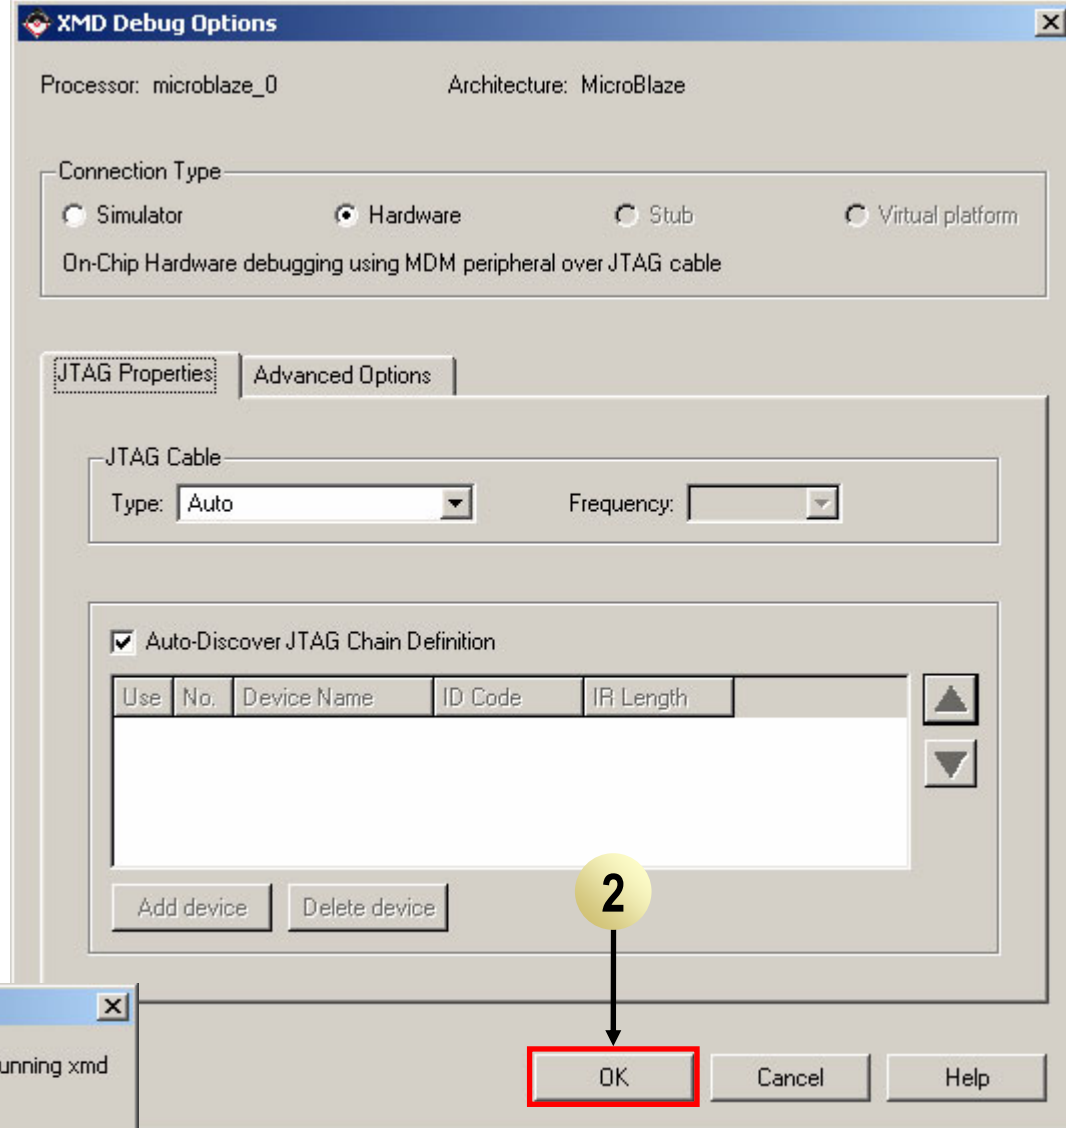 XMD Debug Options
Processor: microblaze_0 Architecture: MicroBlaze
Connection Type
Simulator Hardware Stub Virtual platform
On-Chip Hardware debugging using MDM peripheral over JTAG cable
JTAG Properties Advanced Options
JTAG Cable
Type: Auto Frequency:
Auto-Discover JTAG Chain Definition
Use No. Device Name ID Code IR Length
Add device Delete device
2
unning xmd
OK Cancel Help